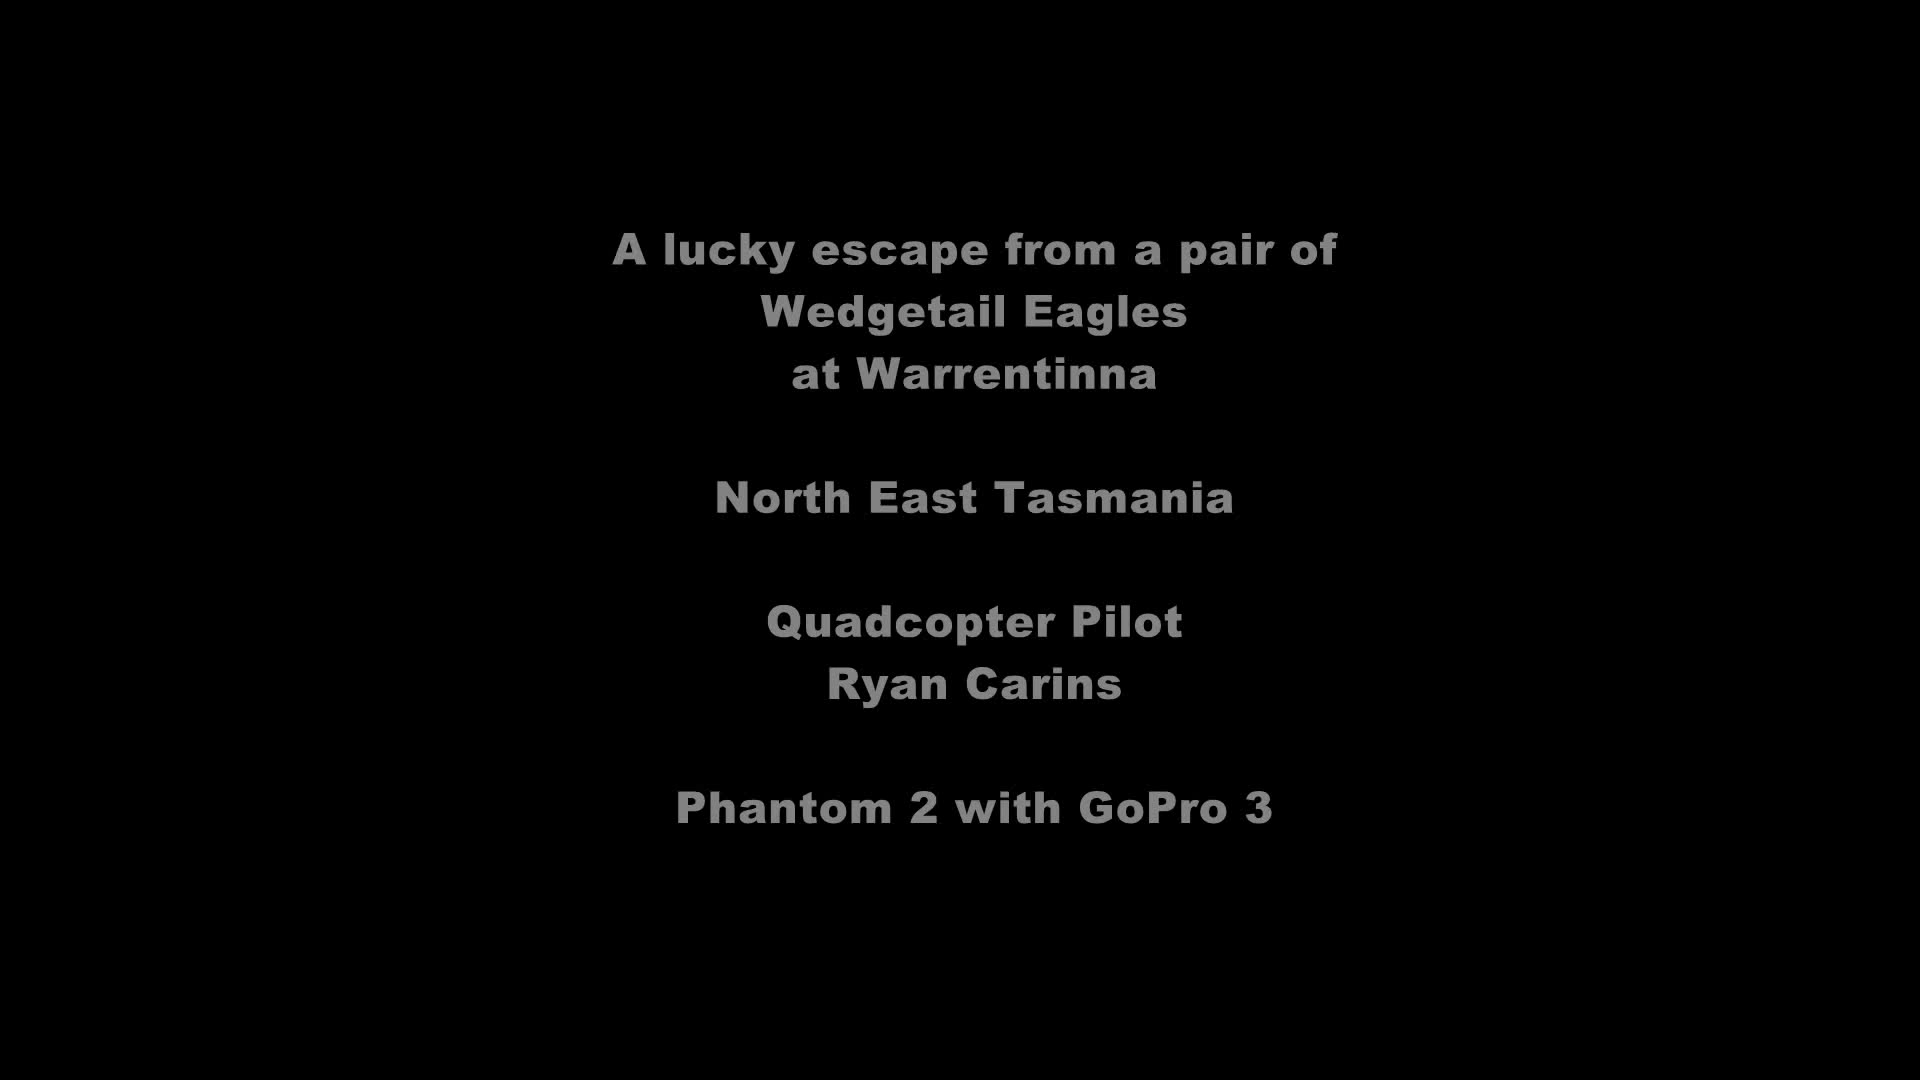 A lucky escape from a pair of
Wedgetail Eagles
at Warrentinna
North East Tasmania
Quadcopter Pilot
Ryan Carins
Phantom 2 with GoPro 3